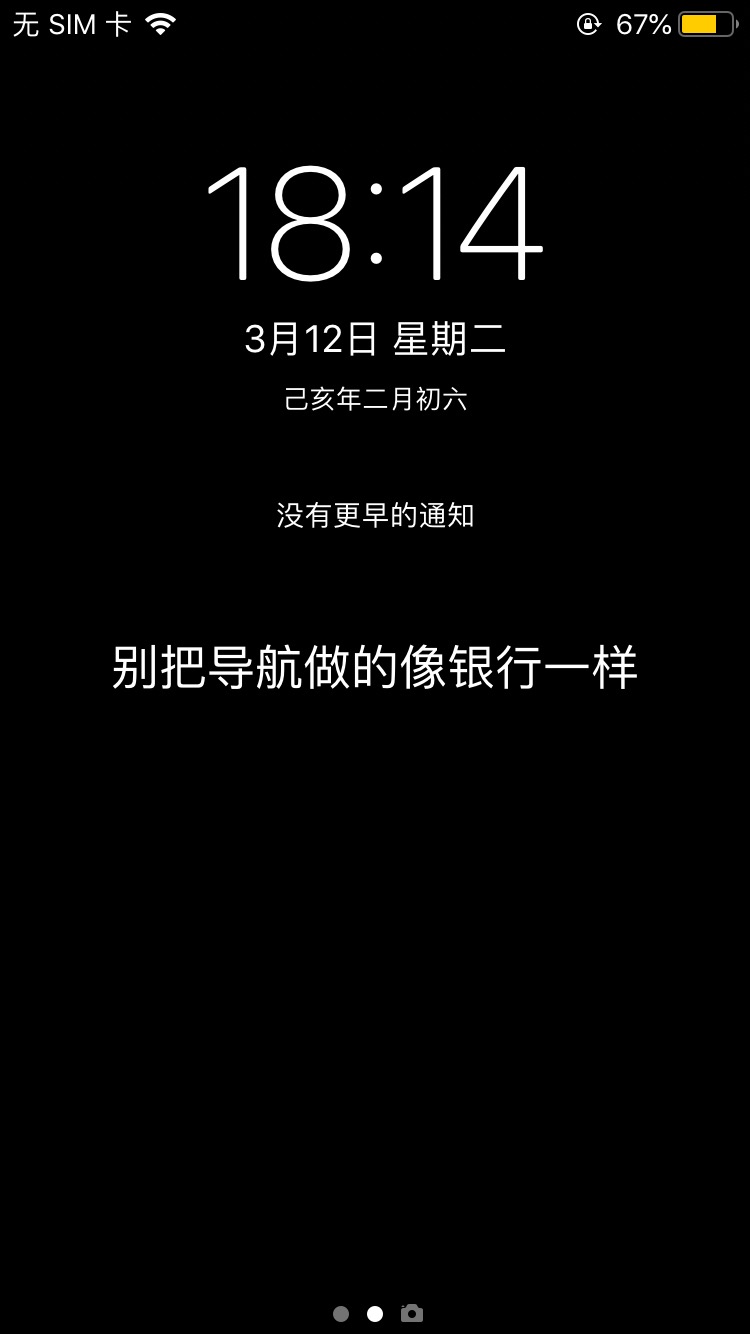 无 SIM 卡 67%
18:14
3月12日 星期二
己亥年二月初六
没有更早的通知
别把导航做的像银行一样